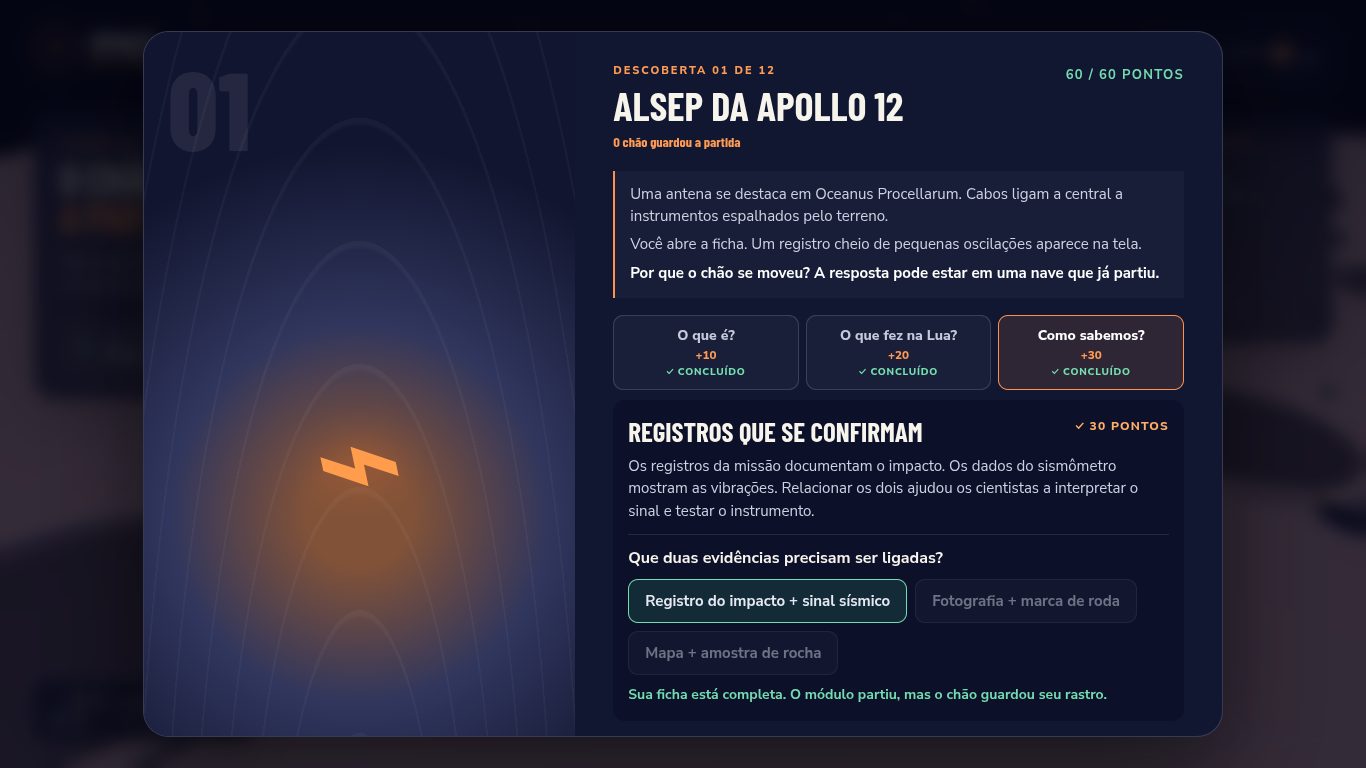 01
DESCOBERTA 01 DE 12
60 / 60 PONTOS
ALSEP DA APOLLO 12
O chão guardou a partida
Uma antena se destaca em Oceanus Procellarum. Cabos ligam a central a
instrumentos espalhados pelo terreno.
Você abre a ficha. Um registro cheio de pequenas oscilações aparece na tela.
Por que o chão se moveu? A resposta pode estar em uma nave que já partiu.
O que é?
+10
✓ CONCLUÍDO
O que fez na Lua?
+20
✓ CONCLUÍDO
Como sabemos?
+30
✓ CONCLUÍDO
REGISTROS QUE SE CONFIRMAM
✓ 30 PONTOS
Os registros da missão documentam o impacto. Os dados do sismômetro
mostram as vibrações. Relacionar os dois ajudou os cientistas a interpretar o
sinal e testar o instrumento.
Que duas evidências precisam ser ligadas?
Registro do impacto + sinal sísmico
Fotografia + marca de roda
Mapa + amostra de rocha
Sua ficha está completa. O módulo partiu, mas o chão guardou seu rastro.